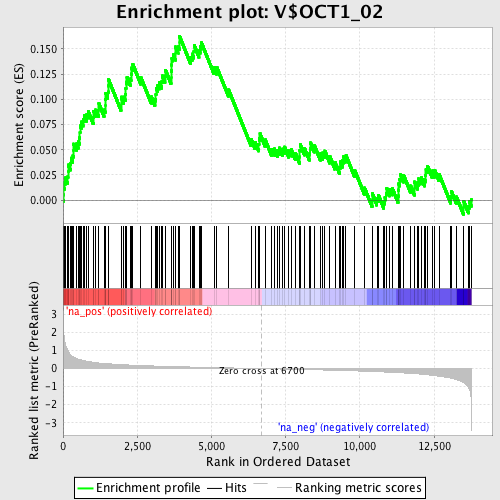 Enrichment plot: V$OCT1_02
Enrichment score (ES)
0.150
0.125
0.100
0.075
0.050
0.025
0.000
Ranked list metric (PreRanked)
3
2
1
0
-1
-2
-3
'na_pos' (positively correlated)
Zero cross at 6700
'na_neg' (negatively correlated)
0
2,500
5,000
7,500
10,000
12,500
Rank in Ordered Dataset
Enrichment profile
Hits
Ranking metric scores